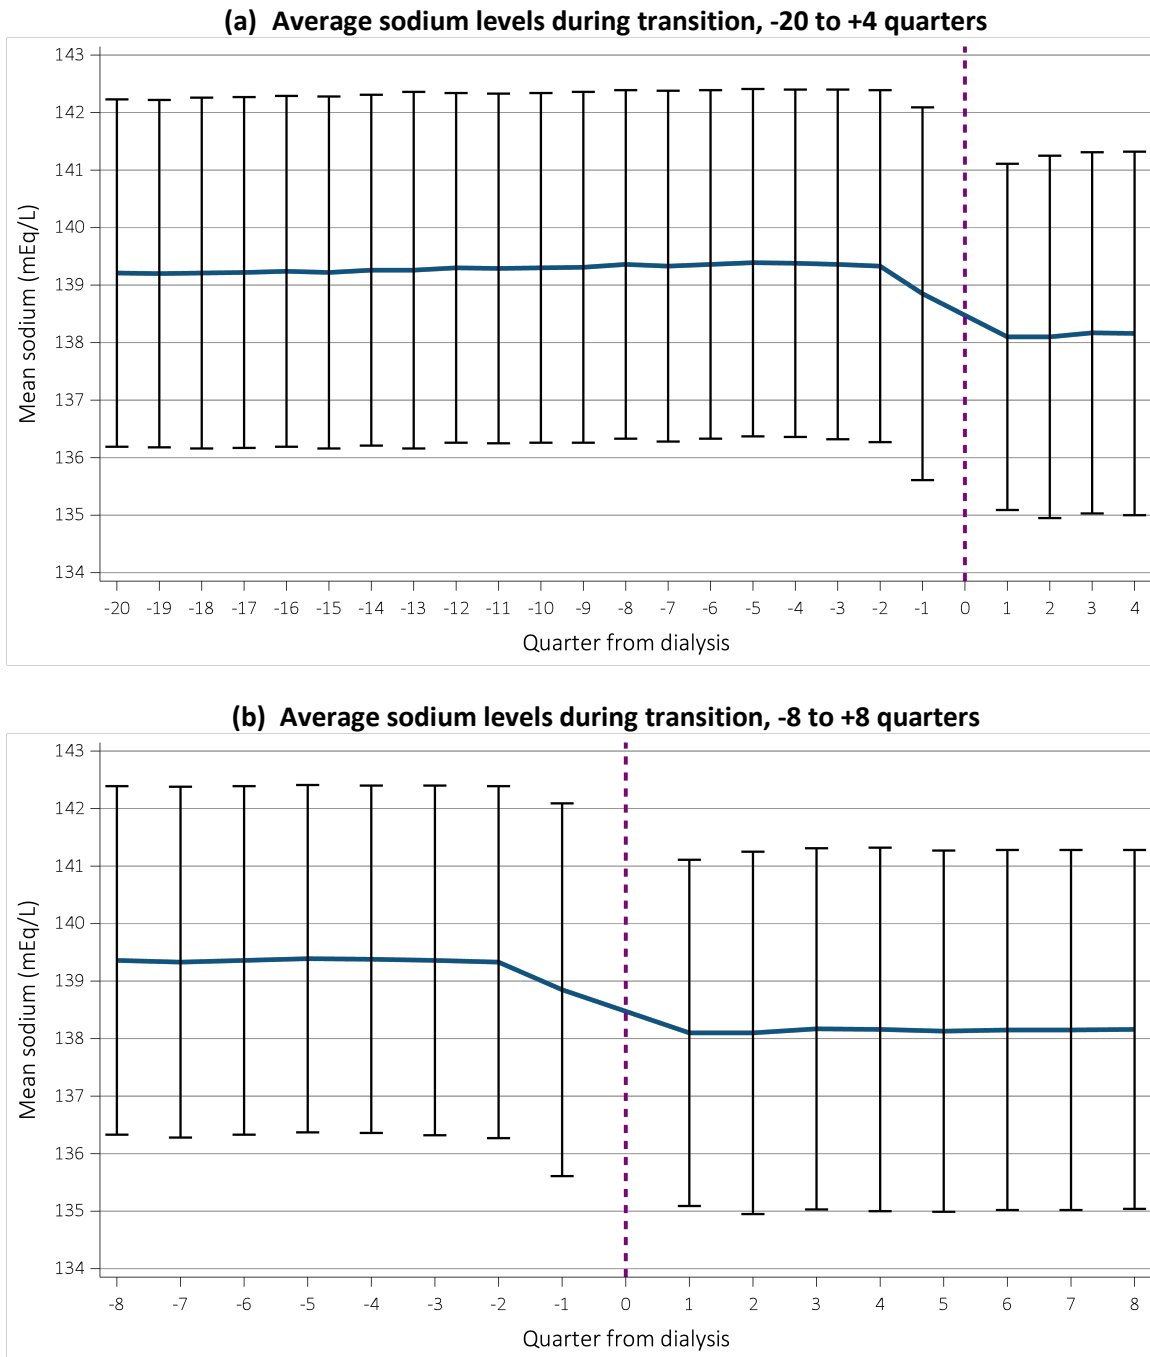 (a) Average sodium levels during transition, -20 to +4 quarters
143
142
141
140
139
138
137
136
135
134
Mean sodium (mEq/L)
-20 -19 -18 -17 -16 -15 -14 -13 -12 -11 -10 -9 -8 -7 -6 -5 -4 -3 -2 -1 0 1 2 3 4
Quarter from dialysis
(b) Average sodium levels during transition, -8 to +8 quarters
143
142
141
140
139
138
137
136
135
134
Mean sodium (mEq/L)
-8 -7 -6 -5 -4 -3 -2 -1 0 1 2 3 4 5 6 7 8
Quarter from dialysis